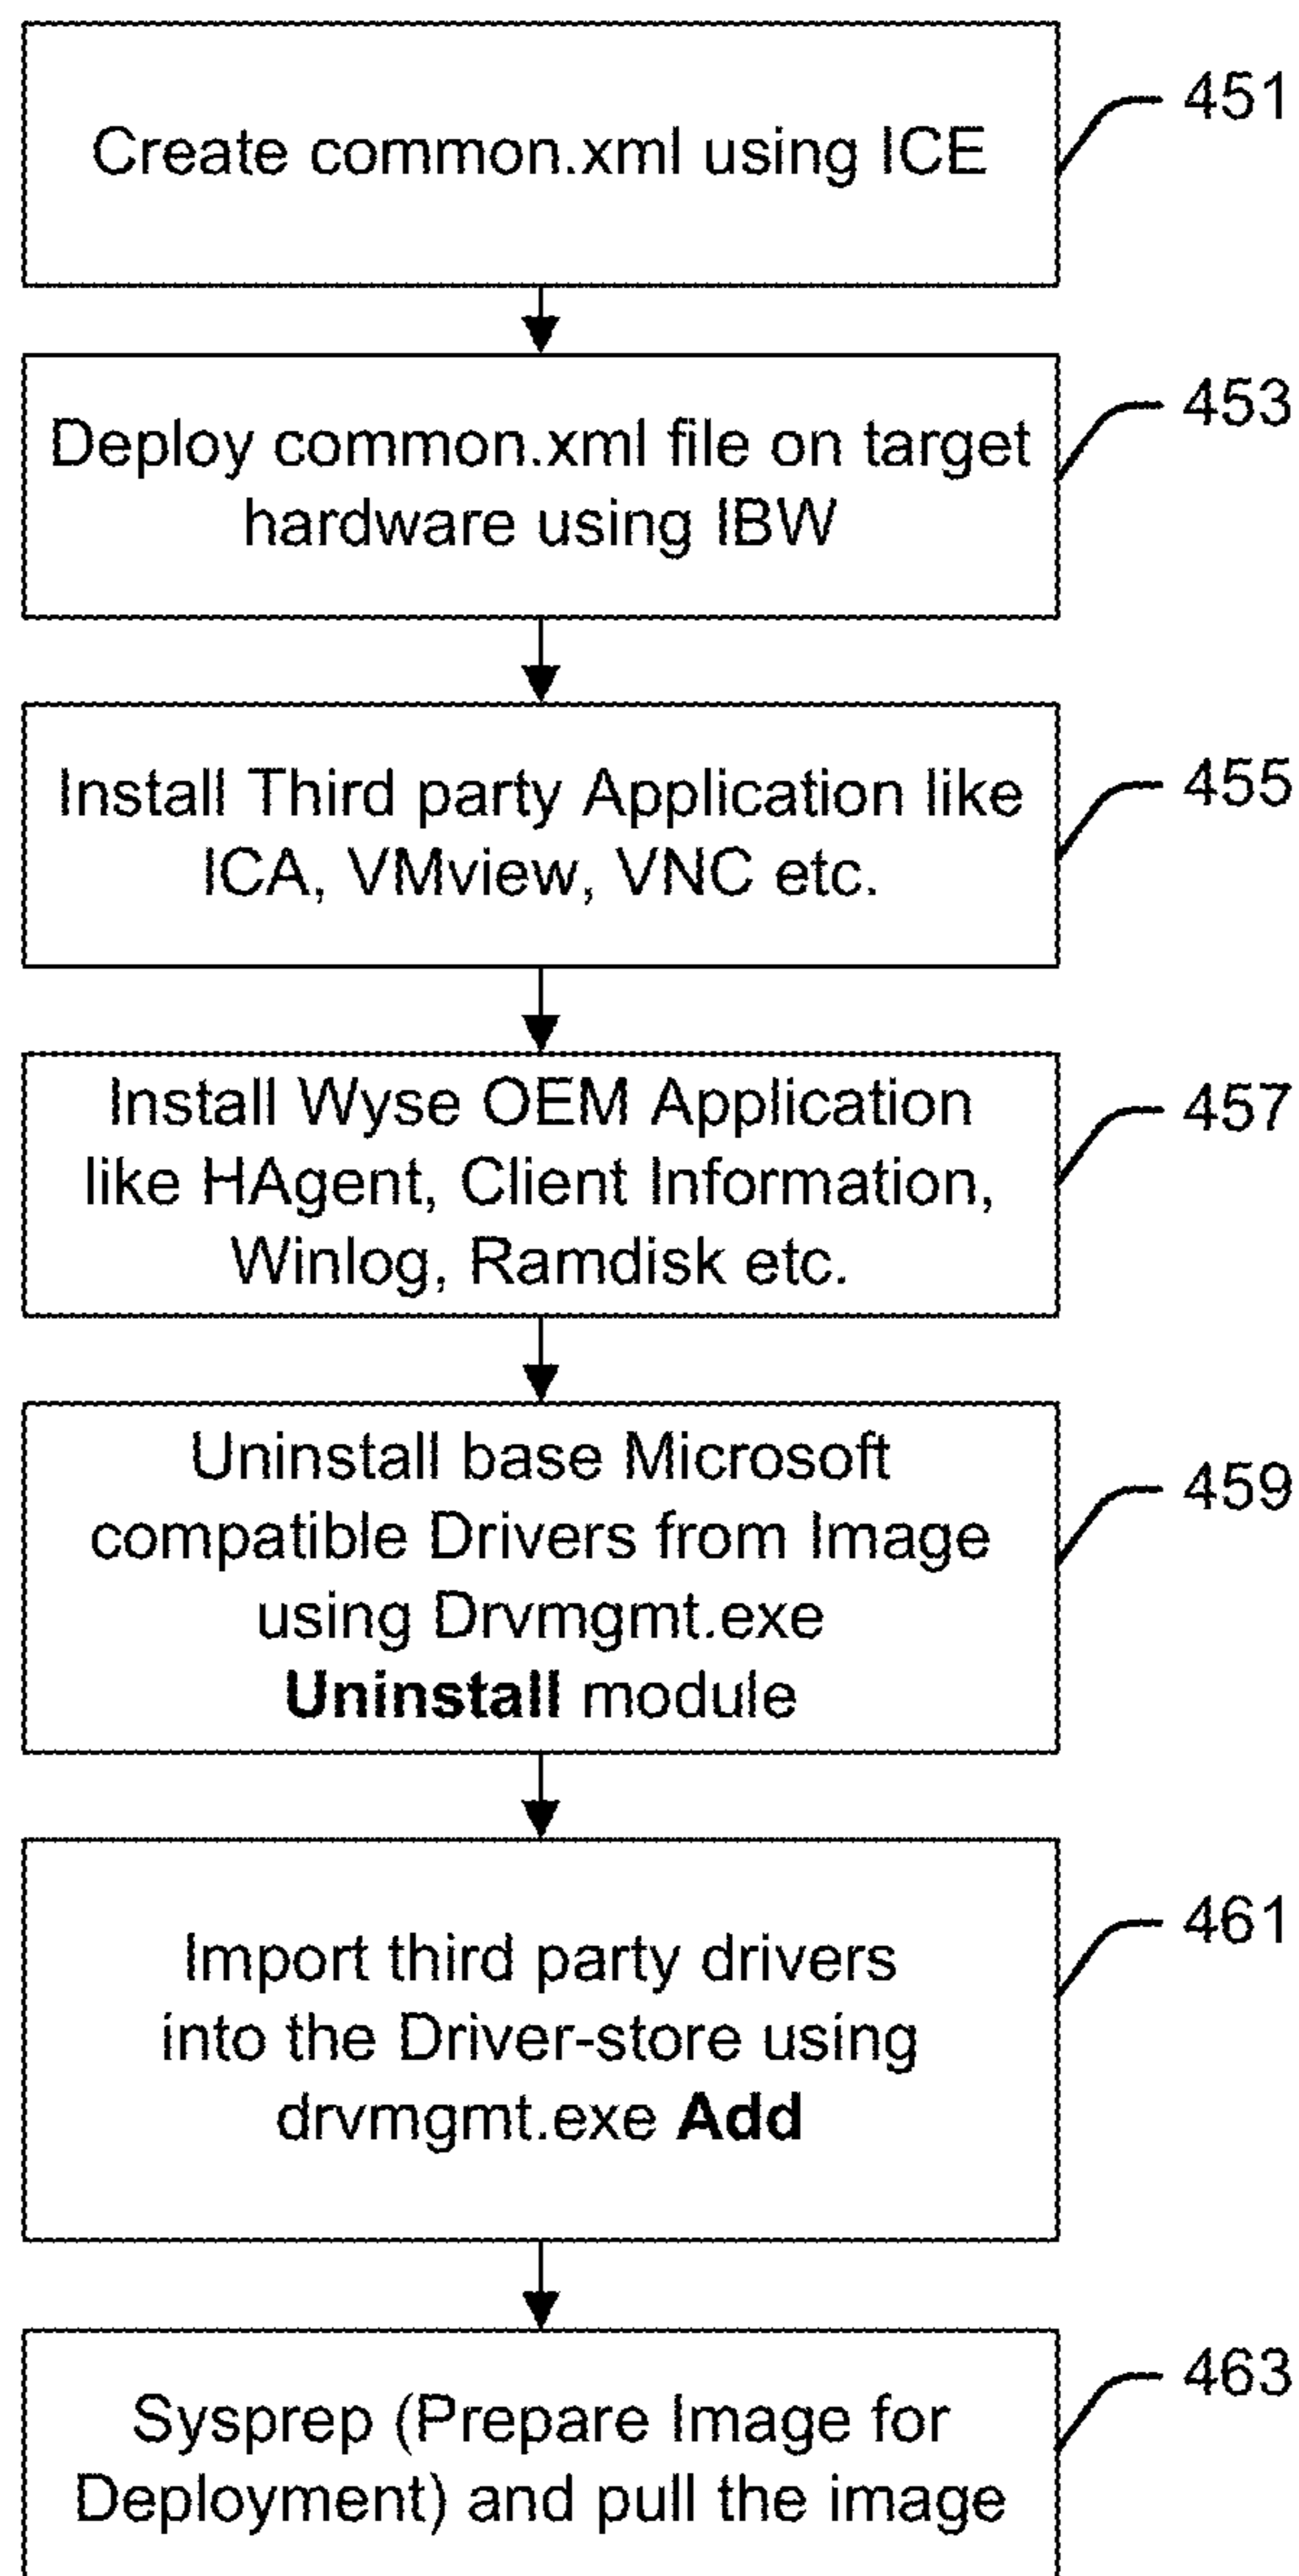 Create common.xml using ICE
451
Deploy common.xml file on target
hardware using IBW
453
Install Third party Application like
ICA, VMview, VNC etc.
455
Install Wyse OEM Application
like HAgent, Client Information,
Winlog, Ramdisk etc.
457
Uninstall base Microsoft
compatible Drivers from Image
using Drvmgmt.exe
Uninstall module
459
Import third party drivers
into the Driver-store using
drvmgmt.exe Add
461
Sysprep (Prepare Image for
Deployment) and pull the image
463